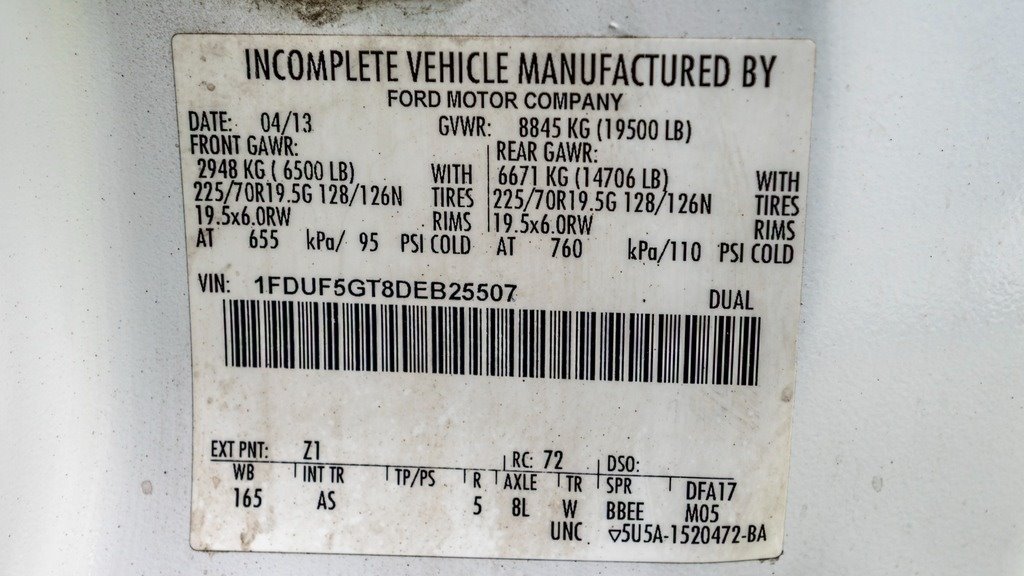 INCOMPLETE VEHICLE MANUFACTURED BY
FORD MOTOR COMPANY
DATE: 04/13 GVWR: 8845 KG (19500 LB)
FRONT GAWR: REAR GAWR:
2948 KG ( 6500 LB) WITH 6671 KG (14706 LB) WITH
225/70R19.5G 128/126N TIRES 225/70R19.5G 128/126N TIRES
19.5x6.0RW RIMS 19.5x6.0RW RIMS
AT 655 kPa/ 95 PSI COLD AT 760 kPa/110 PSI COLD
VIN: 1FDUF5GT8DEB25507 DUAL
EXT PNT: Z1 RC: 72 DSO:
WB INT TR TP/PS R AXLE TR SPR DFA17
165 AS 5 8L W BBEE M05
UNC ▽5U5A-1520472-BA